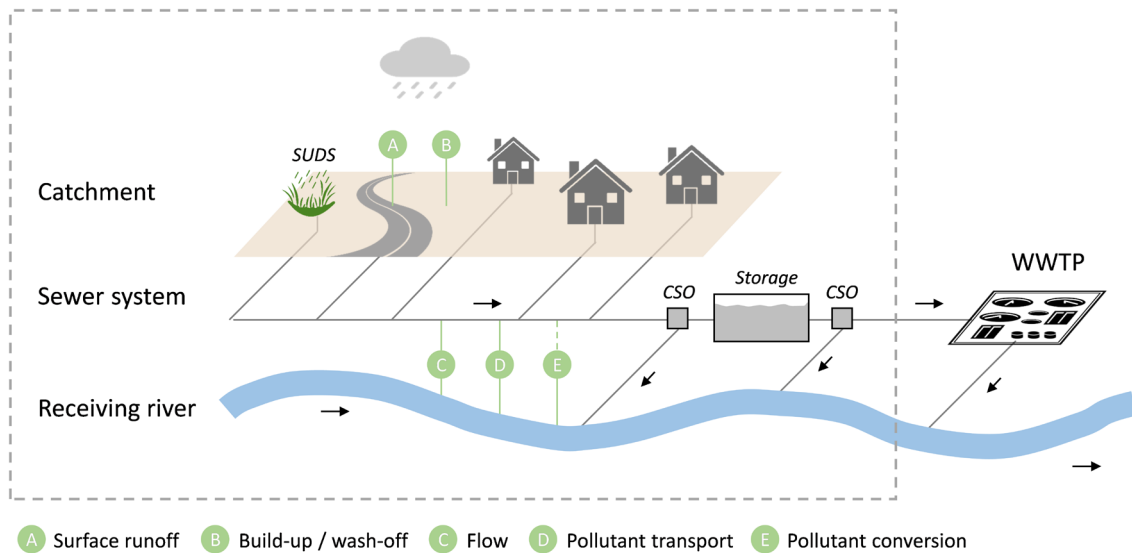 SUDS
A
B
Catchment
Sewer system
CSO
Storage
CSO
WWTP
C
D
E
Receiving river
A Surface runoff B Build-up / wash-off C Flow D Pollutant transport E Pollutant conversion